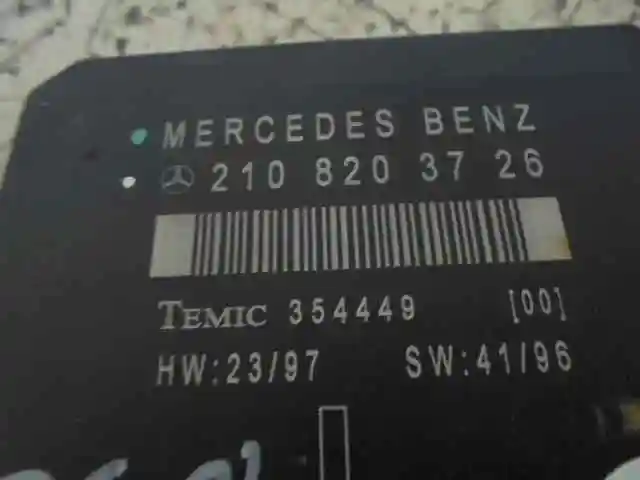 MERCEDES BENZ
210 820 37 26
TEMIC 354449 [00]
HW:23/97 SW:41/96